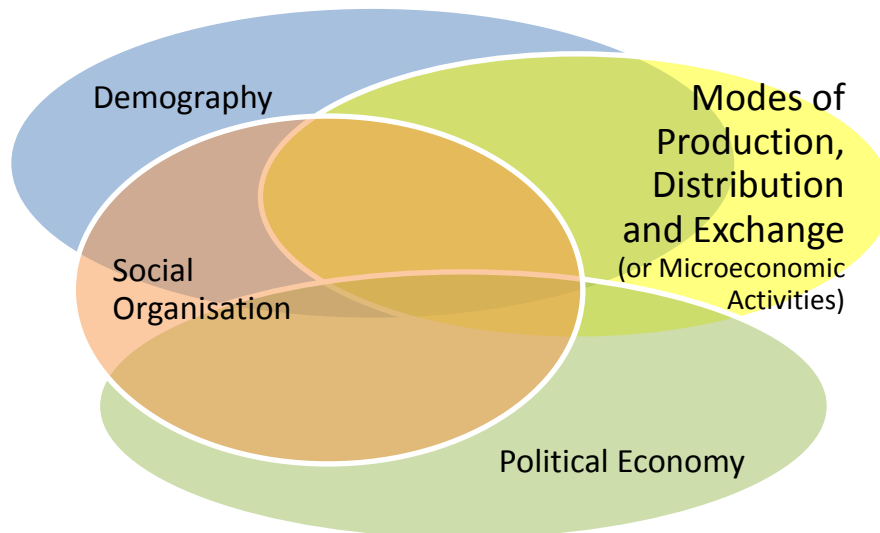 Demography
Modes of
Production,
Distribution
and Exchange
(or Microeconomic
Activities)
Social
Organisation
Political Economy